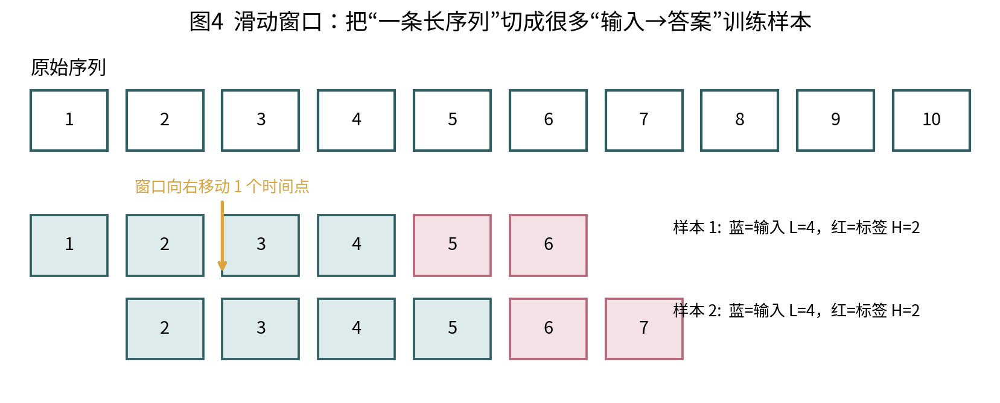 图4 滑动窗口：把“一条长序列”切成很多“输入→答案”训练样本
原始序列
1 2 3 4 5 6 7 8 9 10
窗口向右移动 1 个时间点
1 2 3 4 5 6
样本 1: 蓝=输入 L=4，红=标签 H=2
2 3 4 5 6 7
样本 2: 蓝=输入 L=4，红=标签 H=2